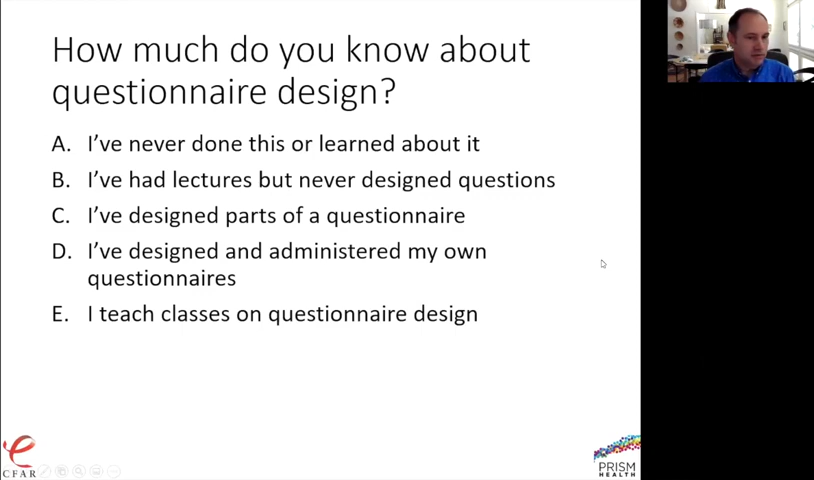 How much do you know about
questionnaire design?
A. I've never done this or learned about it
B. I've had lectures but never designed questions
C. I've designed parts of a questionnaire
D. I've designed and administered my own
questionnaires
E. I teach classes on questionnaire design
CFAR
PRISM
HEALTH